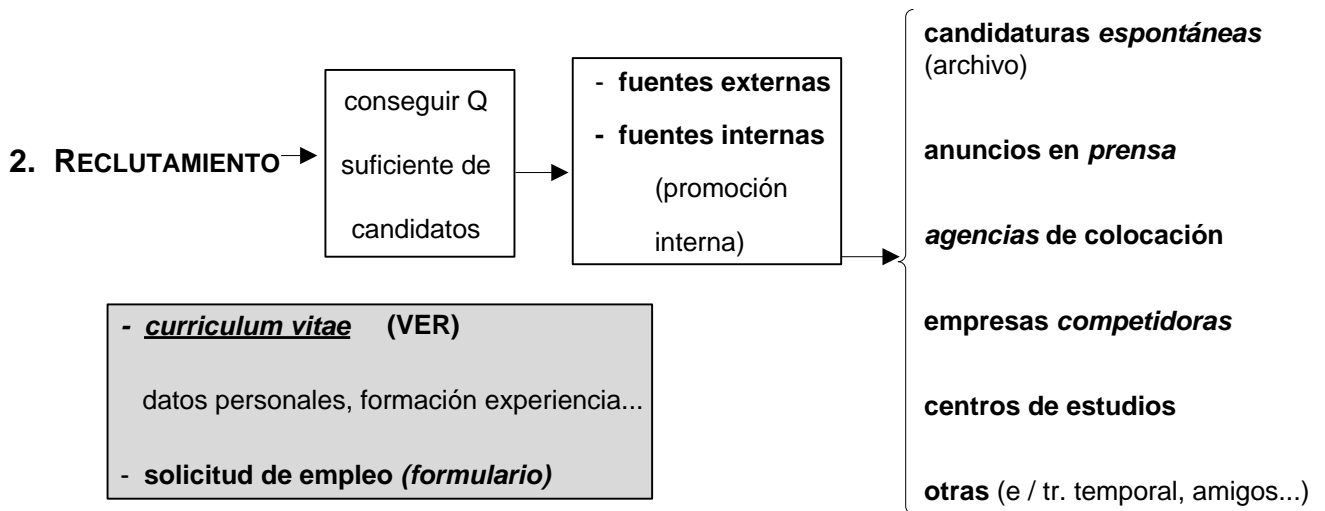 2. RECLUTAMIENTO
conseguir Q
suficiente de
candidatos
- fuentes externas
- fuentes internas
(promoción
interna)
candidaturas espontáneas
(archivo)
anuncios en prensa
agencias de colocación
empresas competidoras
centros de estudios
otras (e / tr. temporal, amigos...)
- curriculum vitae (VER)
datos personales, formación experiencia...
- solicitud de empleo (formulario)